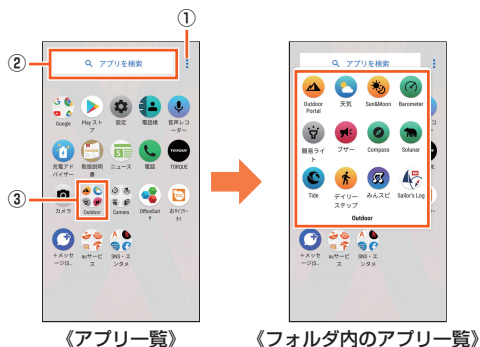 ①
②
アプリを検索
Google
Play スト
ア
設定
電話帳
音声レコ
ーダー
充電アド
バイザー
取扱説明
書
ニュース
電話
TORQUE
TORQUE
③
カメラ
Outdoor
Camera
OfficeSuit
e
おサイフケー
タイ
+メッセ
ージ(S..
auサービ
ス
SNS・エ
ンタメ
《アプリ一覧》
アプリを検索
Outdoor
Portal
天気
Sun&Moon
Barometer
簡易ライ
ト
ブザー
Compass
Solunar
Tide
デイリー
ステップ
みんスピ
Sailor's Log
Outdoor
+メッセ
ージ(S..
auサービ
ス
SNS・エ
ンタメ
《フォルダ内のアプリ一覧》